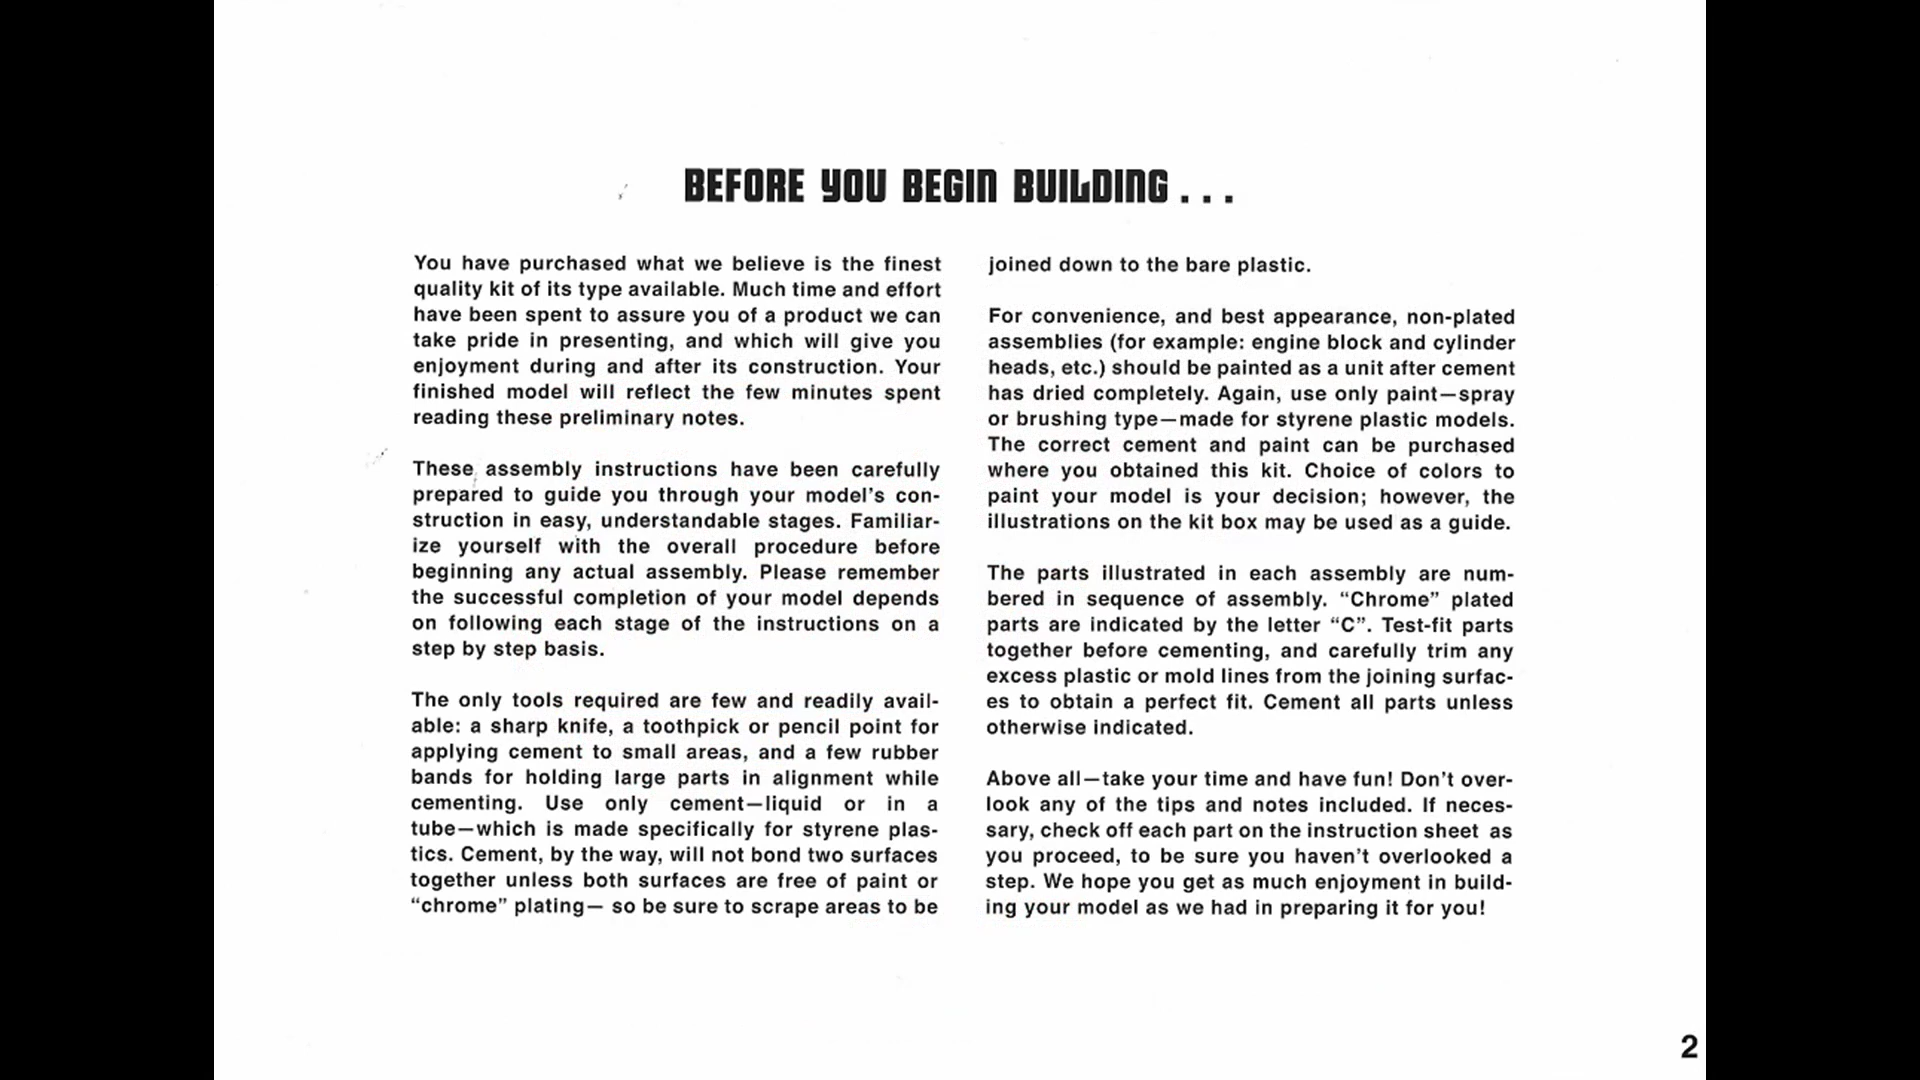 BEFORE YOU BEGIN BUILDING . . .
You have purchased what we believe is the finest
quality kit of its type available. Much time and effort
have been spent to assure you of a product we can
take pride in presenting, and which will give you
enjoyment during and after its construction. Your
finished model will reflect the few minutes spent
reading these preliminary notes.
These assembly instructions have been carefully
prepared to guide you through your model’s con-
struction in easy, understandable stages. Familiar-
ize yourself with the overall procedure before
beginning any actual assembly. Please remember
the successful completion of your model depends
on following each stage of the instructions on a
step by step basis.
The only tools required are few and readily avail-
able: a sharp knife, a toothpick or pencil point for
applying cement to small areas, and a few rubber
bands for holding large parts in alignment while
cementing. Use only cement—liquid or in a
tube—which is made specifically for styrene plas-
tics. Cement, by the way, will not bond two surfaces
together unless both surfaces are free of paint or
“chrome” plating— so be sure to scrape areas to be
joined down to the bare plastic.
For convenience, and best appearance, non-plated
assemblies (for example: engine block and cylinder
heads, etc.) should be painted as a unit after cement
has dried completely. Again, use only paint—spray
or brushing type—made for styrene plastic models.
The correct cement and paint can be purchased
where you obtained this kit. Choice of colors to
paint your model is your decision; however, the
illustrations on the kit box may be used as a guide.
The parts illustrated in each assembly are num-
bered in sequence of assembly. “Chrome” plated
parts are indicated by the letter “C”. Test-fit parts
together before cementing, and carefully trim any
excess plastic or mold lines from the joining surfac-
es to obtain a perfect fit. Cement all parts unless
otherwise indicated.
Above all—take your time and have fun! Don’t over-
look any of the tips and notes included. If neces-
sary, check off each part on the instruction sheet as
you proceed, to be sure you haven’t overlooked a
step. We hope you get as much enjoyment in build-
ing your model as we had in preparing it for you!
2